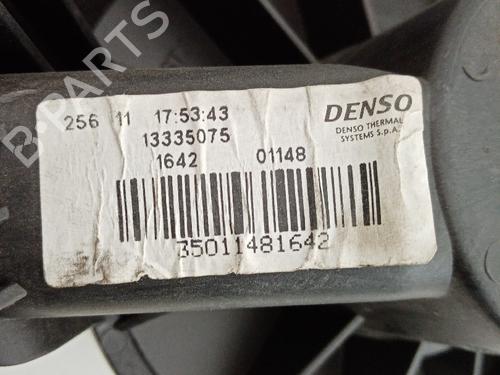 B-PARTS
256 11 17:53:43
13335075
1642 01148
35011481642
DENSO
DENSO THERMAL
SYSTEMS S.p.A.